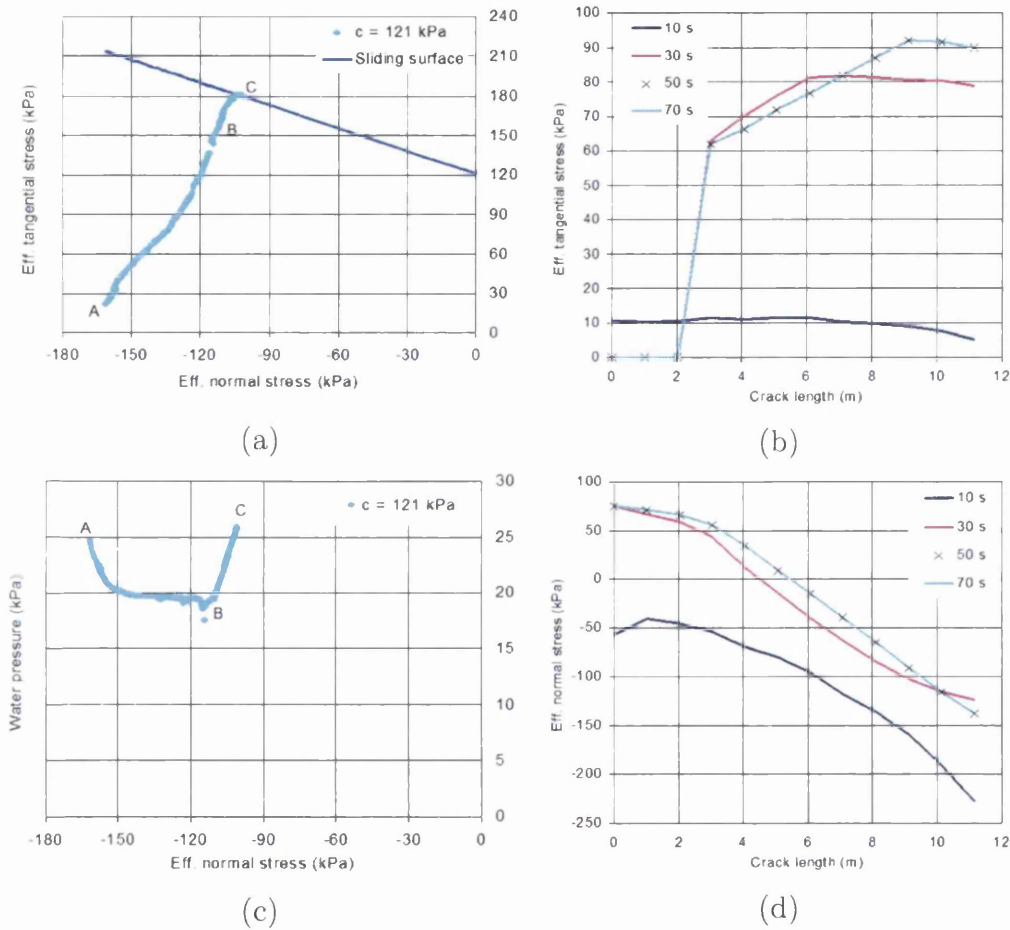 240
c = 121 kPa
Sliding surface
210
180
150
120
90
60
30
0
C
B
A
Eff. tangential stress (kPa)
-180 -150 -120 -90 -60 -30 0
Eff. normal stress (kPa)
(a)
100
90
80
70
60
50
40
30
20
10
0
10 s
30 s
50 s
70 s
Eff. tangential stress (kPa)
0 2 4 6 8 10 12
Crack length (m)
(b)
30
25
20
15
10
5
0
c = 121 kPa
A
C
B
Water pressure (kPa)
-180 -150 -120 -90 -60 -30 0
Eff. normal stress (kPa)
(c)
100
50
0
-50
-100
-150
-200
-250
10 s
30 s
50 s
70 s
Eff. normal stress (kPa)
0 2 4 6 8 10 12
Crack length (m)
(d)